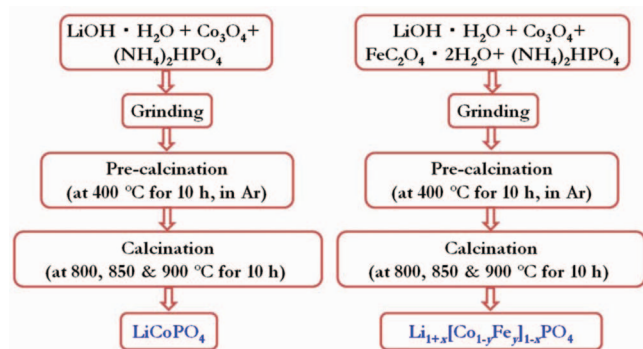 LiOH · H₂O + Co₃O₄+
(NH₄)₂HPO₄
Grinding
Pre-calcination
(at 400 °C for 10 h, in Ar)
Calcination
(at 800, 850 & 900 °C for 10 h)
LiCoPO₄
LiOH · H₂O + Co₃O₄+
FeC₂O₄ · 2H₂O+ (NH₄)₂HPO₄
Grinding
Pre-calcination
(at 400 °C for 10 h, in Ar)
Calcination
(at 800, 850 & 900 °C for 10 h)
Li₁₊ₓ[Co₁₋yFey]₁₋ₓPO₄